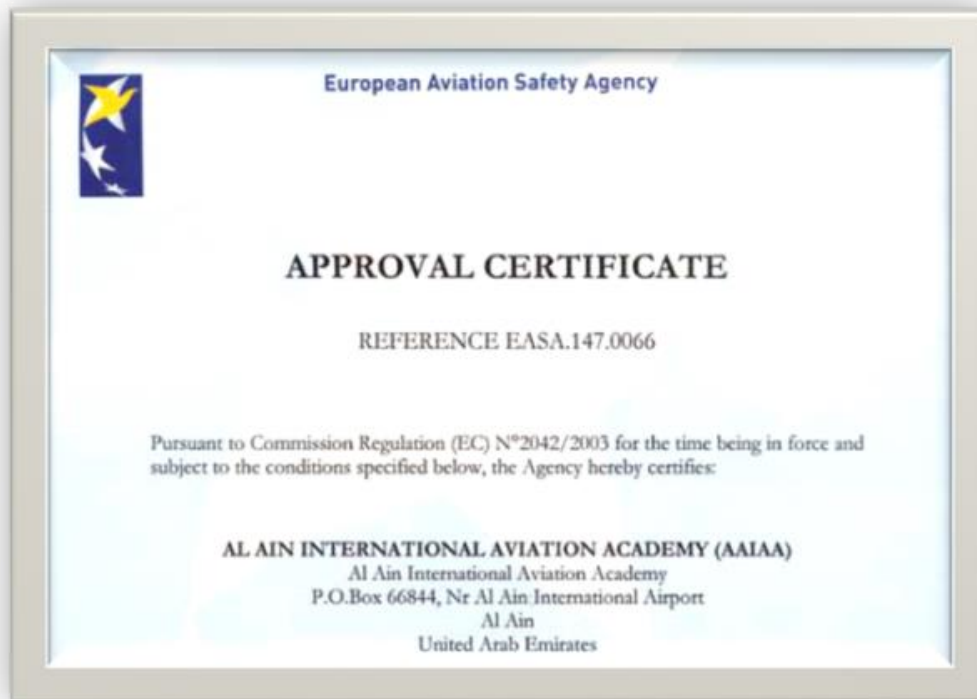 European Aviation Safety Agency
APPROVAL CERTIFICATE
REFERENCE EASA.147.0066
Pursuant to Commission Regulation (EC) N°2042/2003 for the time being in force and
subject to the conditions specified below, the Agency hereby certifies:
AL AIN INTERNATIONAL AVIATION ACADEMY (AAIAA)
Al Ain International Aviation Academy
P.O.Box 66844, Nr Al Ain International Airport
Al Ain
United Arab Emirates